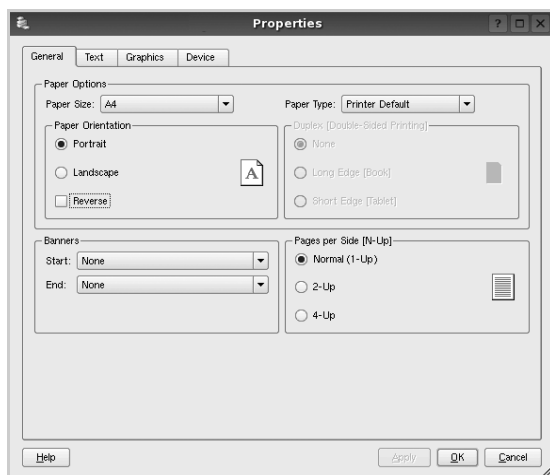 Properties
General Text Graphics Device
Paper Options
Paper Size: A4 Paper Type: Printer Default
Paper Orientation Duplex [Double-Sided Printing]
Portrait None
Landscape A Long Edge [Book]
Reverse Short Edge [Tablet]
Banners Pages per Side [N-Up]
Start: None Normal (1-Up)
End: None 2-Up
4-Up
Help Apply OK Cancel